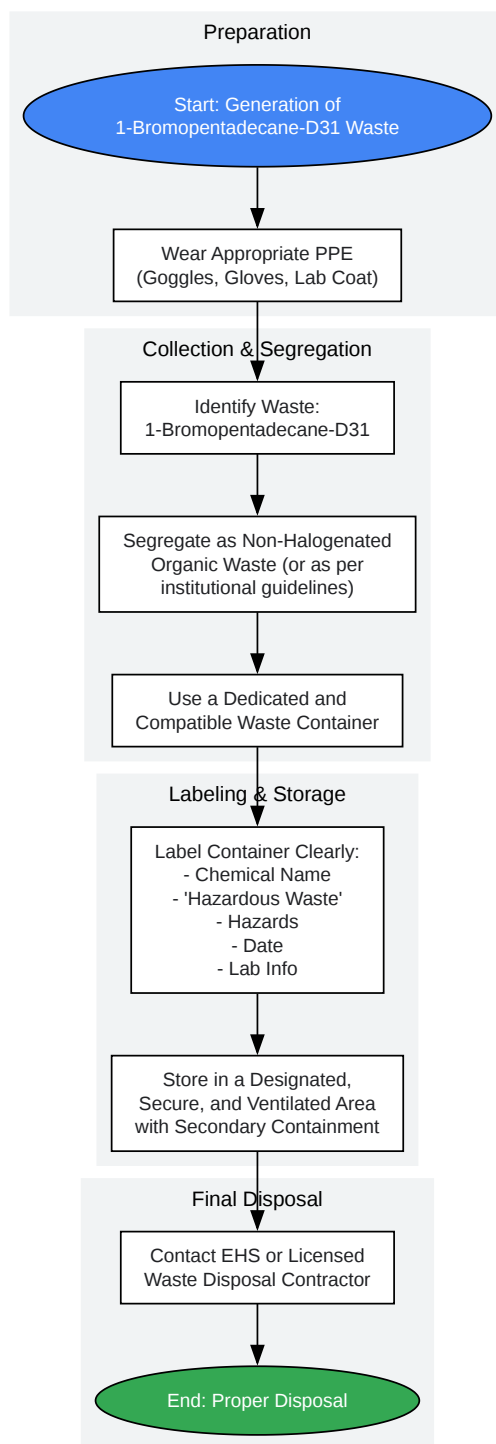 Preparation
Start: Generation of
1-Bromopentadecane-D31 Waste
Wear Appropriate PPE
(Goggles, Gloves, Lab Coat)
Collection & Segregation
Identify Waste:
1-Bromopentadecane-D31
Segregate as Non-Halogenated
Organic Waste (or as per
institutional guidelines)
Use a Dedicated and
Compatible Waste Container
Labeling & Storage
Label Container Clearly:
- Chemical Name
- 'Hazardous Waste'
- Hazards
- Date
- Lab Info
Store in a Designated,
Secure, and Ventilated Area
with Secondary Containment
Final Disposal
Contact EHS or Licensed
Waste Disposal Contractor
End: Proper Disposal